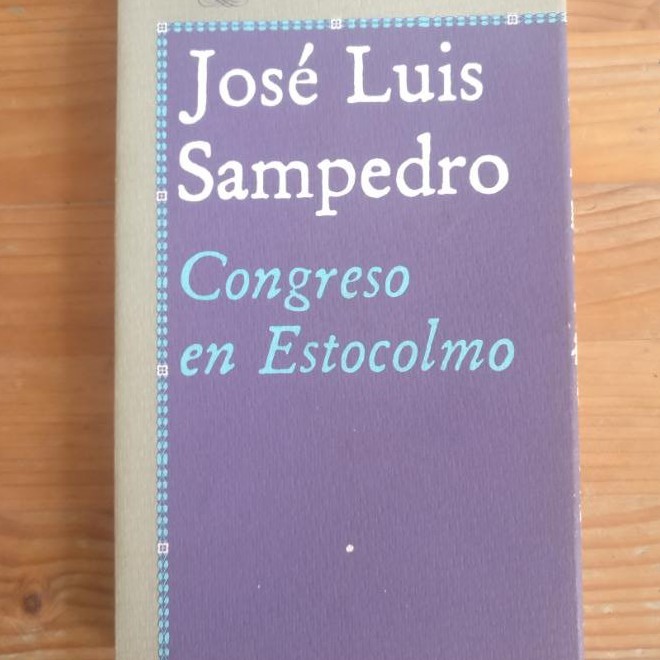 José Luis
Sampedro
Congreso
en Estocolmo